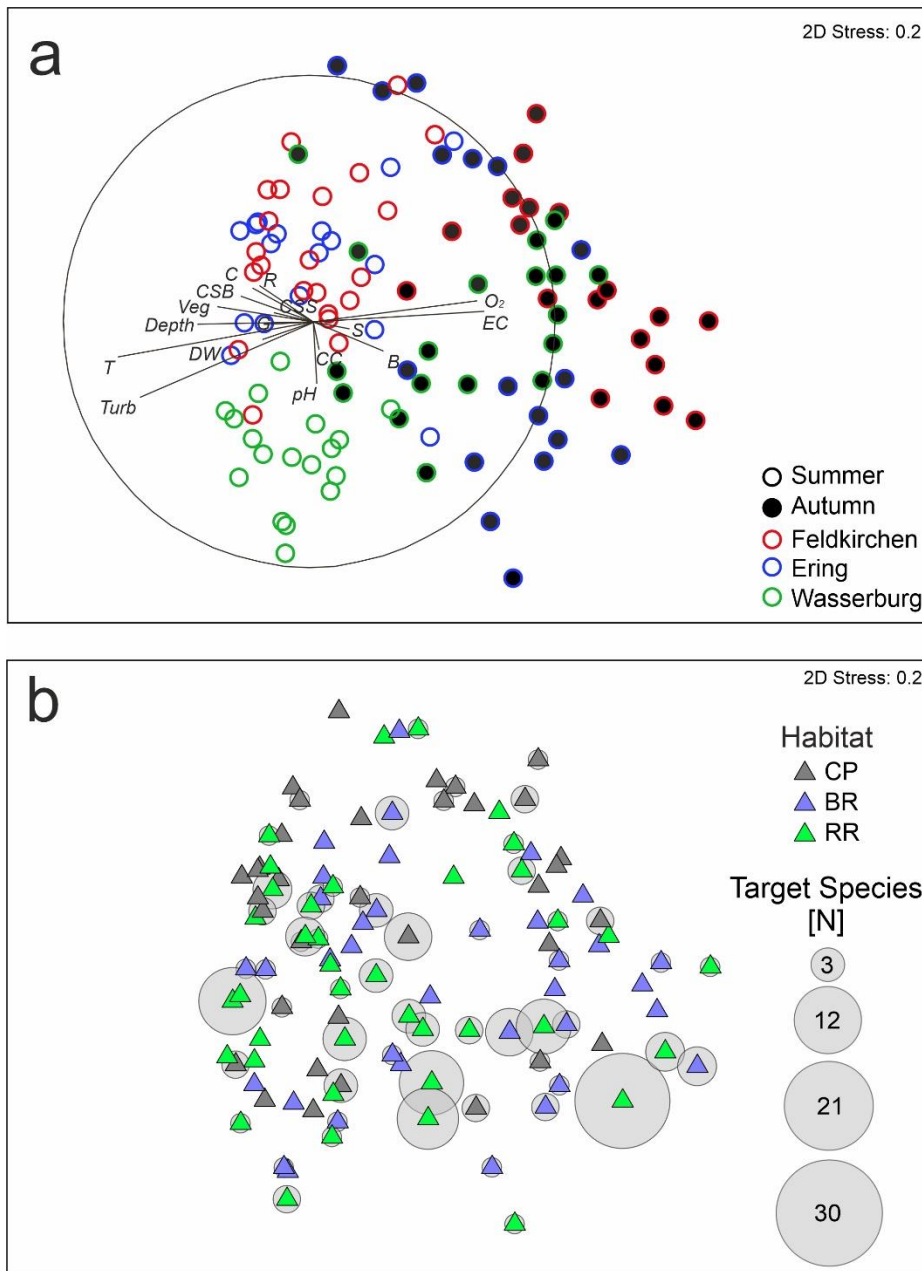 a
2D Stress: 0.2
C
R
CSB
CSS
Veg
O2
Depth
G
S
EC
DW
CC
B
T
pH
Turb
Summer
Autumn
Feldkirchen
Ering
Wasserburg
b
2D Stress: 0.2
Habitat
CP
BR
RR
Target Species
[N]
3
12
21
30